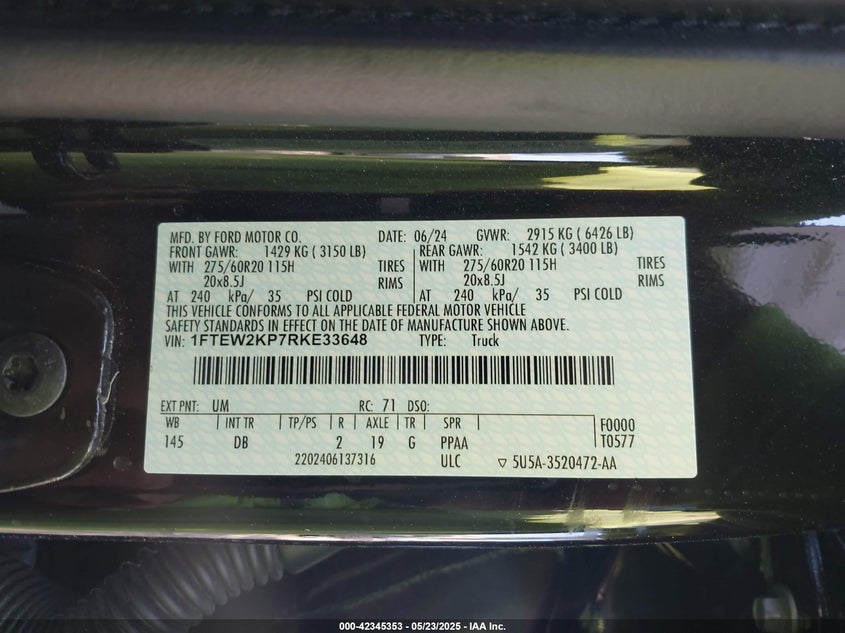 MFD. BY FORD MOTOR CO. DATE: 06/24 GVWR: 2915 KG ( 6426 LB)
FRONT GAWR: 1429 KG ( 3150 LB) REAR GAWR: 1542 KG ( 3400 LB)
WITH 275/60R20 115H TIRES WITH 275/60R20 115H TIRES
20x8.5J RIMS 20x8.5J RIMS
AT 240 kPa/ 35 PSI COLD AT 240 kPa/ 35 PSI COLD
THIS VEHICLE CONFORMS TO ALL APPLICABLE FEDERAL MOTOR VEHICLE
SAFETY STANDARDS IN EFFECT ON THE DATE OF MANUFACTURE SHOWN ABOVE.
VIN: 1FTEW2KP7RKE33648 TYPE: Truck
EXT PNT: UM RC: 71 DSO:
WB INT TR TP/PS R AXLE TR SPR F0000
145 DB 2 19 G PPAA T0577
2202406137316 ULC 5U5A-3520472-AA
000-42345353 - 05/23/2025 - IAA Inc.